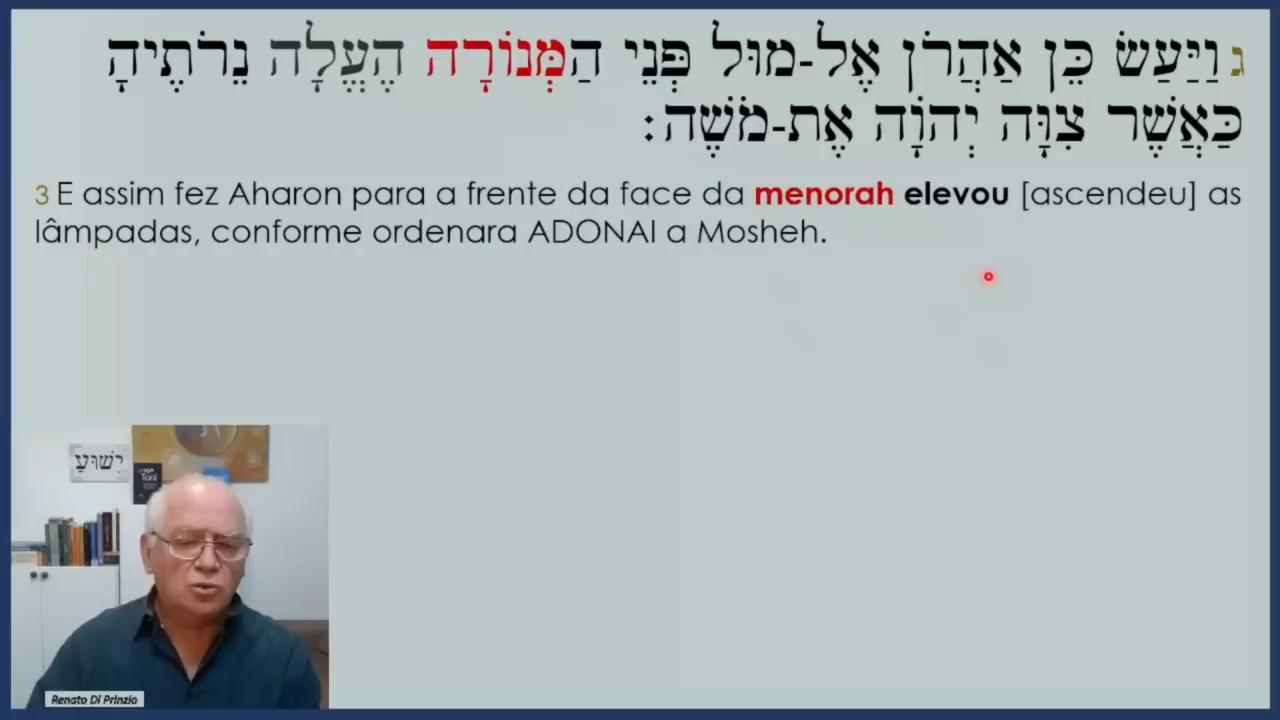 ג וַיַּעַשׂ כֵּן אַהֲרֹן אֶל-מוּל פְּנֵי הַמְּנוֹרָה הֶעֱלָה נֵרֹתֶיהָ
כַּאֲשֶׁר צִוָּה יְהוָֹה אֶת-מֹשֶׁה:
3 E assim fez Aharon para a frente da face da menorah elevou [ascendeu] as
lâmpadas, conforme ordenara ADONAI a Mosheh.
יֵשׁוּעַ
Torá
Renato Di Prinzio